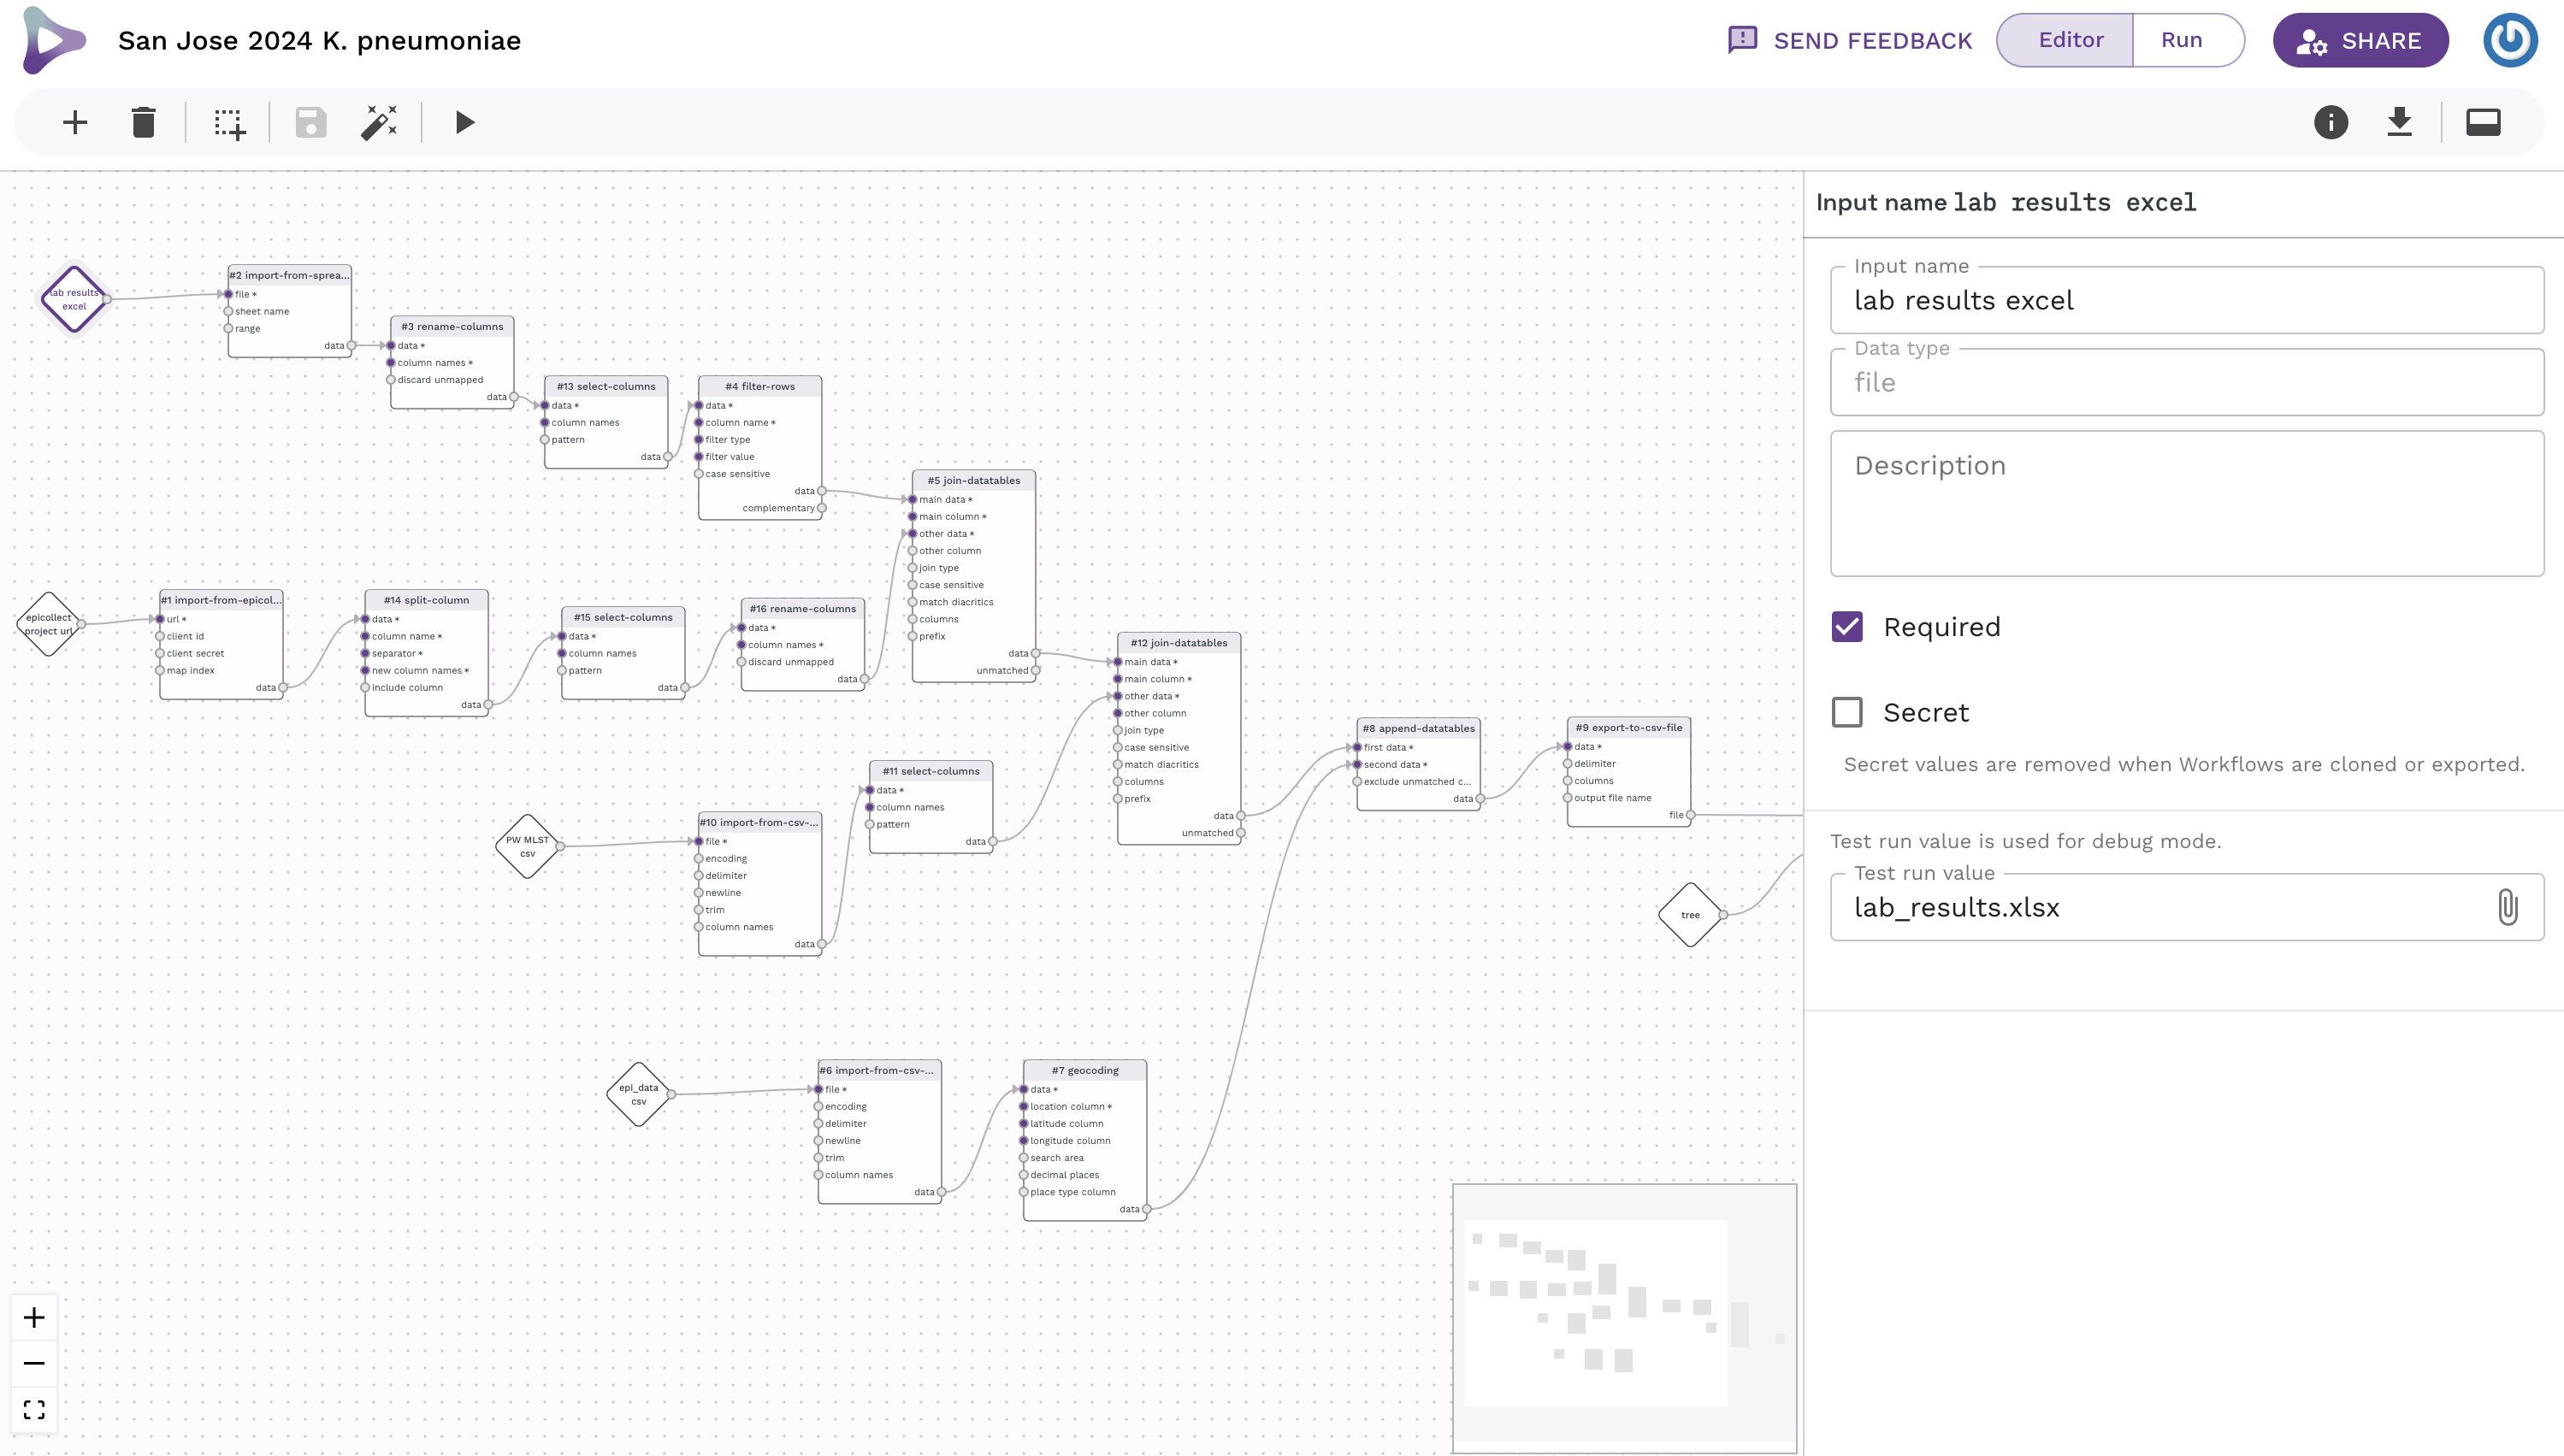 San Jose 2024 K. pneumoniae
SEND FEEDBACK
Editor
Run
SHARE
lab results
excel
#2 import-from-sprea...
file *
sheet name
range
data
#3 rename-columns
data *
column names *
discard unmapped
data
#13 select-columns
data *
column names
pattern
data
#4 filter-rows
data *
column name *
filter type
filter value
case sensitive
data
complementary
#5 join-datatables
main data *
main column *
other data *
other column
join type
case sensitive
match diacritics
columns
prefix
data
unmatched
epicollect
project url
#1 import-from-epicol...
url *
client id
client secret
map index
data
#14 split-column
data *
column name *
separator *
new column names *
include column
data
#15 select-columns
data *
column names
pattern
data
#16 rename-columns
data *
column names *
discard unmapped
data
#12 join-datatables
main data *
main column *
other data *
other column
join type
case sensitive
match diacritics
columns
prefix
data
unmatched
PW MLST
csv
#10 import-from-csv-...
file *
encoding
delimiter
newline
trim
column names
data
#11 select-columns
data *
column names
pattern
data
#8 append-datatables
first data *
second data *
exclude unmatched c...
data
#9 export-to-csv-file
data *
delimiter
columns
output file name
file
tree
epi_data
csv
#6 import-from-csv-...
file *
encoding
delimiter
newline
trim
column names
data
#7 geocoding
data *
location column *
latitude column
longitude column
search area
decimal places
place type column
data
Input name lab results excel
Input name
lab results excel
Data type
file
Description
Required
Secret
Secret values are removed when Workflows are cloned or exported.
Test run value is used for debug mode.
Test run value
lab_results.xlsx